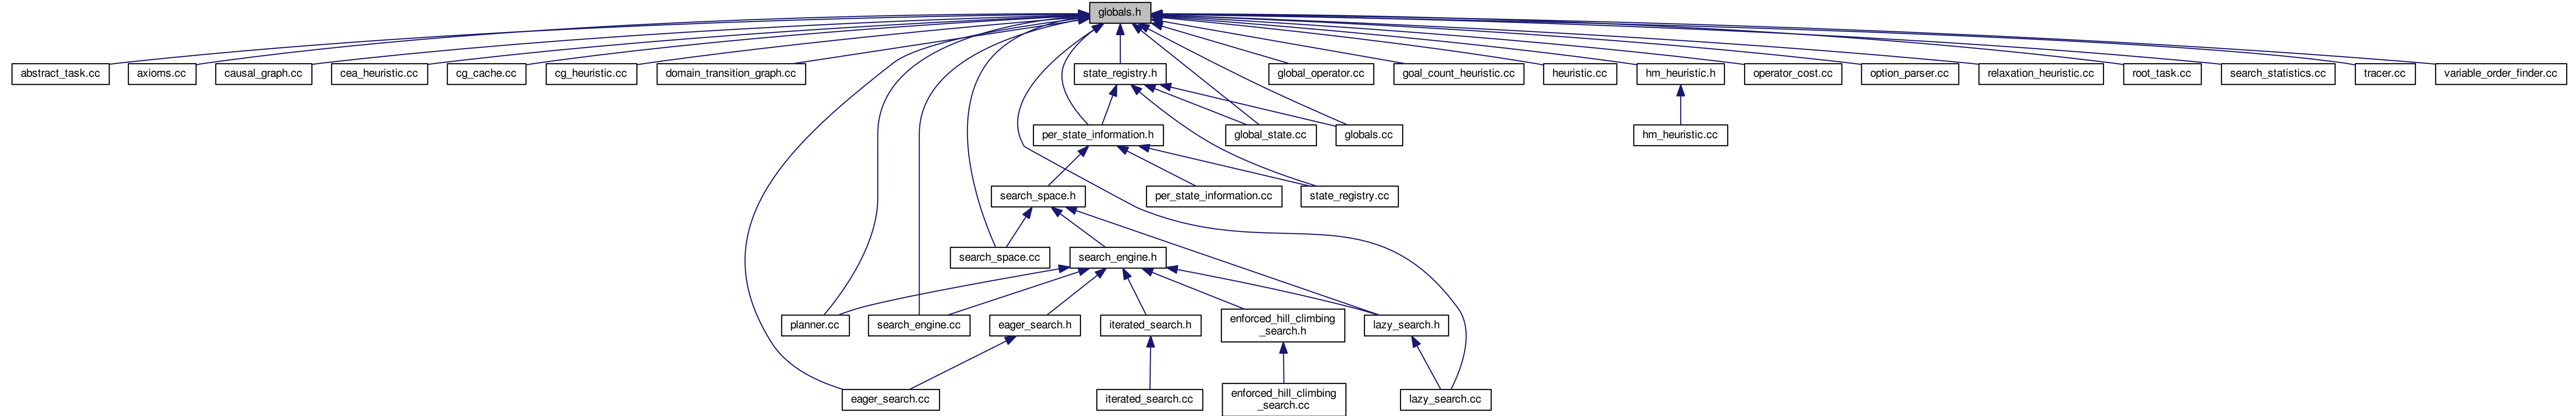 globals.h
abstract_task.cc
axioms.cc
causal_graph.cc
cea_heuristic.cc
cg_cache.cc
cg_heuristic.cc
domain_transition_graph.cc
state_registry.h
global_operator.cc
goal_count_heuristic.cc
heuristic.cc
hm_heuristic.h
operator_cost.cc
option_parser.cc
relaxation_heuristic.cc
root_task.cc
search_statistics.cc
tracer.cc
variable_order_finder.cc
per_state_information.h
global_state.cc
globals.cc
hm_heuristic.cc
search_space.h
per_state_information.cc
state_registry.cc
search_space.cc
search_engine.h
planner.cc
search_engine.cc
eager_search.h
iterated_search.h
enforced_hill_climbing
_search.h
lazy_search.h
eager_search.cc
iterated_search.cc
enforced_hill_climbing
_search.cc
lazy_search.cc